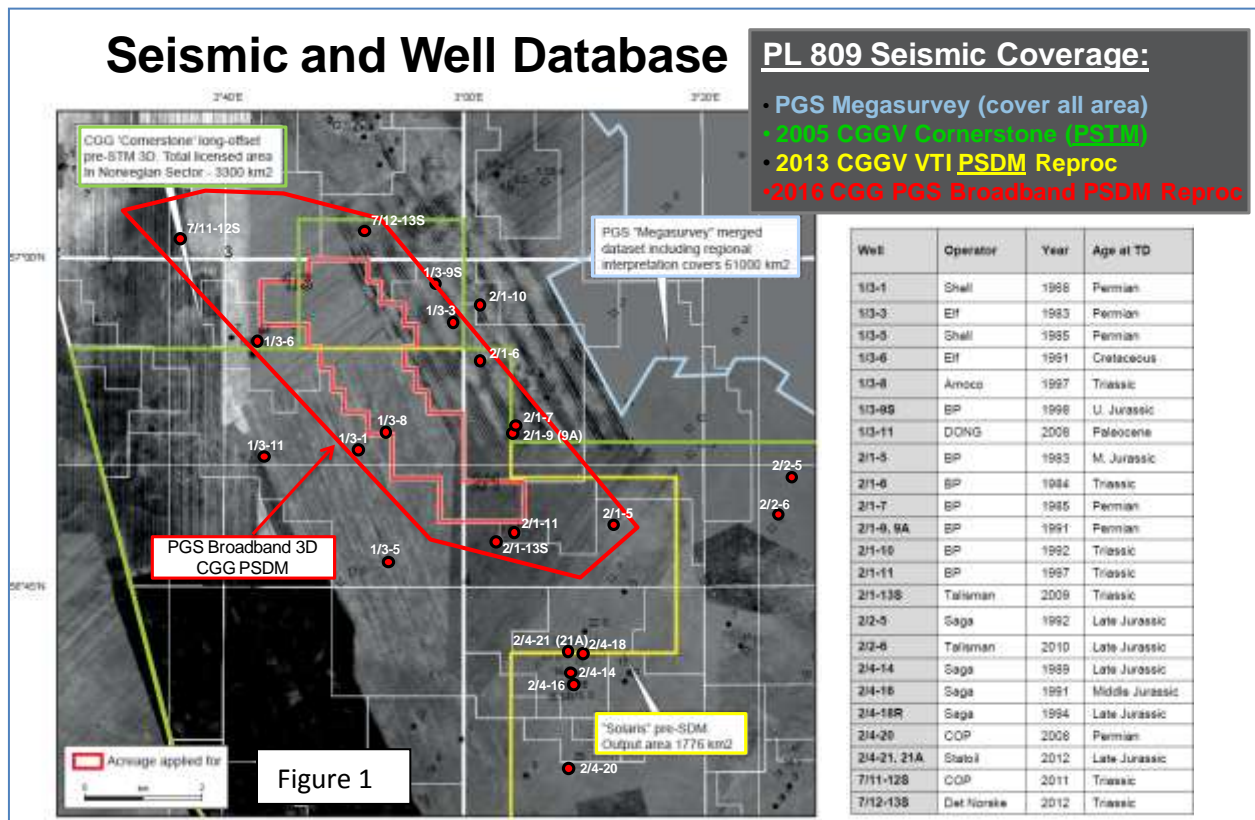 Seismic and Well Database
PL 809 Seismic Coverage:
• PGS Megasurvey (cover all area)
• 2005 CGGV Cornerstone (PSTM)
• 2013 CGGV VTI PSDM Reproc
•2016 CGG PGS Broadband PSDM Reproc
2°40'E
3°00'E
3°20'E
CGG 'Cornerstone' long-offset
pre-STM 3D. Total licensed area
In Norwegian Sector - 3300 km2
PGS "Megasurvey" merged
dataset including regional
interpretation covers 61000 km2
57°00'N
7/11-12S
7/12-13S
3
1/3-9S
2/1-10
1/3-3
1/3-6
2/1-6
2/1-7
1/3-8
2/1-9 (9A)
1/3-1
1/3-11
2/2-5
2/2-6
2/1-5
2/1-11
2/1-13S
PGS Broadband 3D
CGG PSDM
1/3-5
2/4-21 (21A)
2/4-18
2/4-14
2/4-16
"Solaris" pre-SDM.
Output area 1776 km2
2/4-20
Acreage applied for
km
Figure 1
Well Operator Year Age at TD
1/3-1 Shell 1968 Permian
1/3-3 Elf 1983 Permian
1/3-5 Shell 1985 Permian
1/3-6 Elf 1991 Cretaceous
1/3-8 Amoco 1997 Triassic
1/3-9S BP 1998 U. Jurassic
1/3-11 DONG 2008 Paleocene
2/1-5 BP 1983 M. Jurassic
2/1-6 BP 1984 Triassic
2/1-7 BP 1985 Permian
2/1-9, 9A BP 1991 Permian
2/1-10 BP 1992 Triassic
2/1-11 BP 1997 Triassic
2/1-13S Talisman 2009 Triassic
2/2-5 Saga 1992 Late Jurassic
2/2-6 Talisman 2010 Late Jurassic
2/4-14 Saga 1989 Late Jurassic
2/4-16 Saga 1991 Middle Jurassic
2/4-18R Saga 1994 Late Jurassic
2/4-20 COP 2008 Permian
2/4-21, 21A Statoil 2012 Late Jurassic
7/11-12S COP 2011 Triassic
7/12-13S Det Norske 2012 Triassic